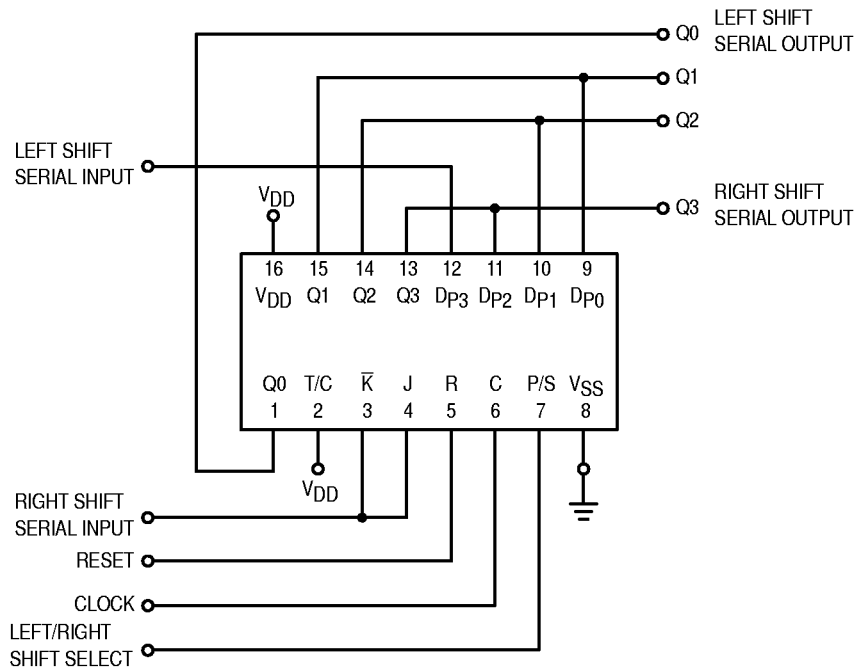 LEFT SHIFT
SERIAL OUTPUT
Q0
Q1
Q2
LEFT SHIFT
SERIAL INPUT
RIGHT SHIFT
SERIAL OUTPUT
Q3
VDD
16 15 14 13 12 11 10 9
VDD Q1 Q2 Q3 DP3 DP2 DP1 DP0
Q0 T/C K̅ J R C P/S VSS
1 2 3 4 5 6 7 8
VDD
RIGHT SHIFT
SERIAL INPUT
RESET
CLOCK
LEFT/RIGHT
SHIFT SELECT